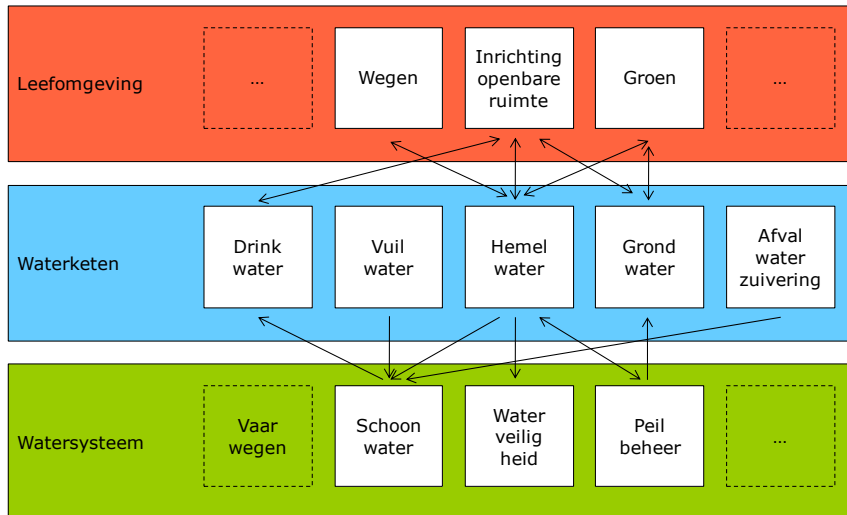 Leefomgeving
...
Wegen
Inrichting
openbare
ruimte
Groen
...
Waterketen
Drink
water
Vuil
water
Hemel
water
Grond
water
Afval
water
zuivering
Watersysteem
Vaar
wegen
Schoon
water
Water
veilig
heid
Peil
beheer
...